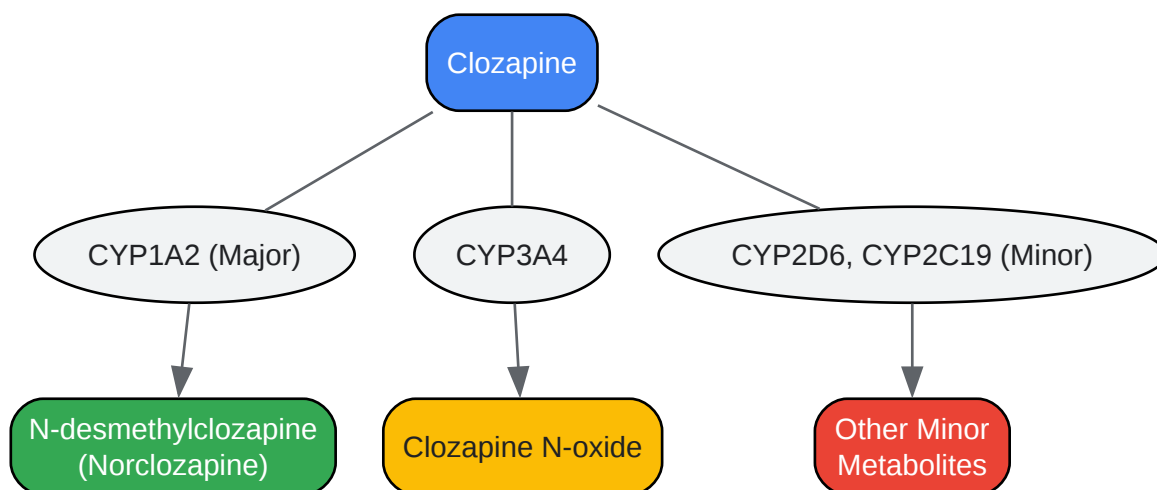 Clozapine
CYP1A2 (Major)
CYP3A4
CYP2D6, CYP2C19 (Minor)
N-desmethylclozapine
(Norclozapine)
Clozapine N-oxide
Other Minor
Metabolites